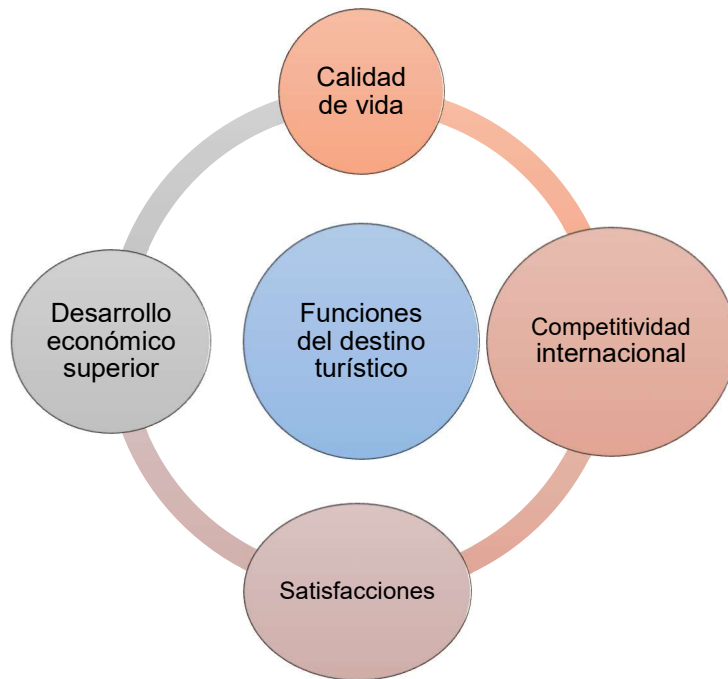 Calidad
de vida
Desarrollo
económico
superior
Funciones
del destino
turístico
Competitividad
internacional
Satisfacciones